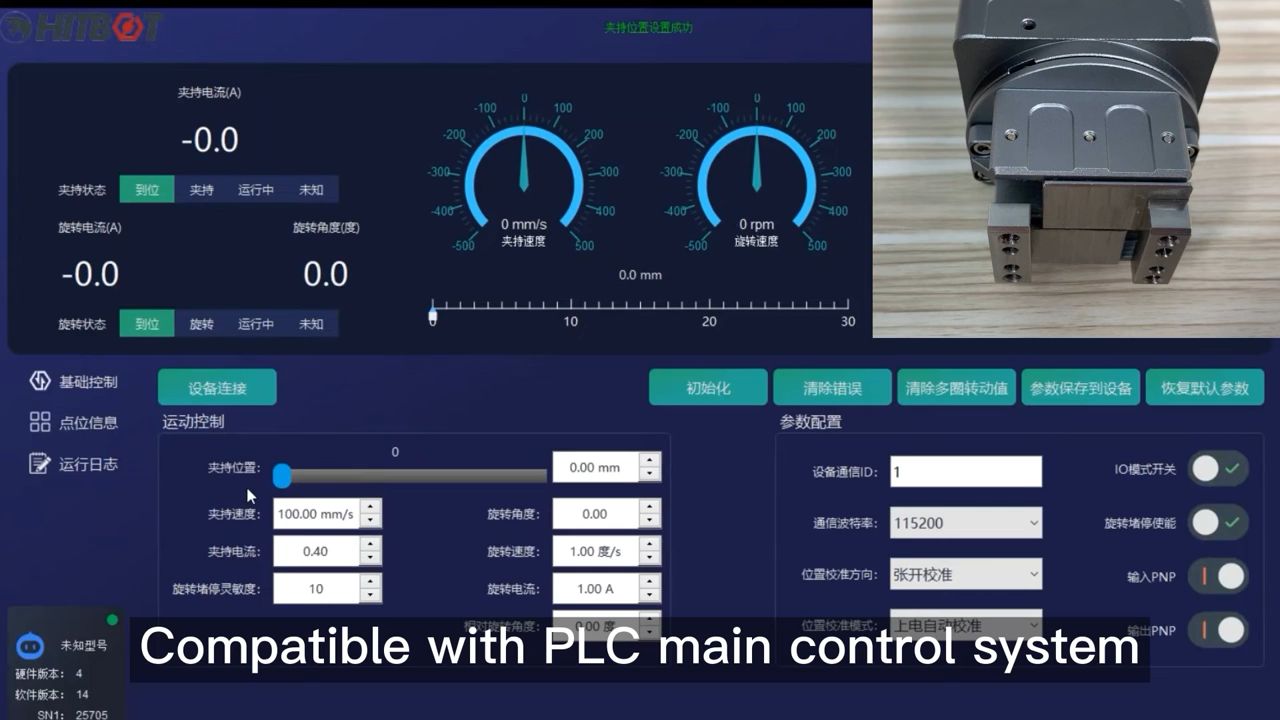 HITBOT
夹持位置设置成功
夹持电流(A)
-0.0
夹持状态 到位 夹持 运行中 未知
旋转电流(A) 旋转角度(度)
-0.0 0.0
旋转状态 到位 旋转 运行中 未知
0
-100 100
-200 200
-300 300
-400 400
-500 500
0 mm/s
夹持速度
0
-100 100
-200 200
-300 300
-400 400
-500 500
0 rpm
旋转速度
0.0 mm
0 10 20 30
基础控制
点位信息
运行日志
设备连接 初始化 清除错误 清除多圈转动值 参数保存到设备 恢复默认参数
运动控制
0
夹持位置: 0.00 mm
夹持速度: 100.00 mm/s 旋转角度: 0.00
夹持电流: 0.40 旋转速度: 1.00 度/s
旋转堵停灵敏度: 10 旋转电流: 1.00 A
相对旋转角度: 0.00 度
参数配置
设备通信ID: 1 IO模式开关
通信波特率: 115200 旋转堵停使能
位置校准方向: 张开校准 输入PNP
位置校准模式: 上电自动校准 输出PNP
未知型号
硬件版本: 4
软件版本: 14
SN1: 25705
Compatible with PLC main control system